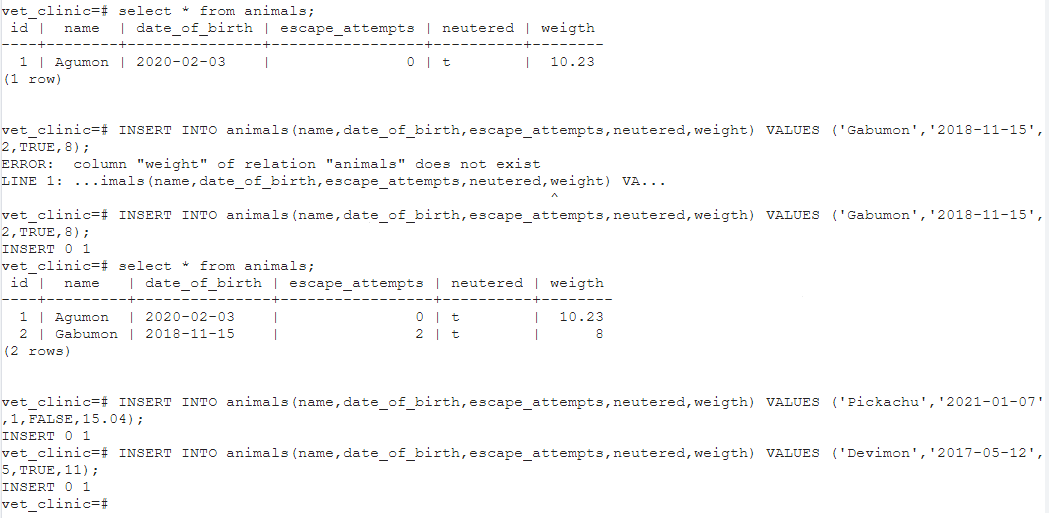 vet_clinic=# select * from animals;
 id |  name   | date_of_birth | escape_attempts | neutered | weigth
----+---------+---------------+-----------------+----------+--------
  1 | Agumon | 2020-02-03    |               0 | t        |  10.23
(1 row)
vet_clinic=# INSERT INTO animals(name,date_of_birth,escape_attempts,neutered,weight) VALUES ('Gabumon','2018-11-15',
2,TRUE,8);
ERROR:  column "weight" of relation "animals" does not exist
LINE 1: ...imals(name,date_of_birth,escape_attempts,neutered,weight) VA...
                                                             ^
vet_clinic=# INSERT INTO animals(name,date_of_birth,escape_attempts,neutered,weigth) VALUES ('Gabumon','2018-11-15',
2,TRUE,8);
INSERT 0 1
vet_clinic=# select * from animals;
 id |  name   | date_of_birth | escape_attempts | neutered | weigth
----+---------+---------------+-----------------+----------+--------
  1 | Agumon  | 2020-02-03    |               0 | t        |  10.23
  2 | Gabumon | 2018-11-15    |               2 | t        |      8
(2 rows)
vet_clinic=# INSERT INTO animals(name,date_of_birth,escape_attempts,neutered,weigth) VALUES ('Pickachu','2021-01-07'
,1,FALSE,15.04);
INSERT 0 1
vet_clinic=# INSERT INTO animals(name,date_of_birth,escape_attempts,neutered,weigth) VALUES ('Devimon','2017-05-12',
5,TRUE,11);
INSERT 0 1
vet_clinic=#